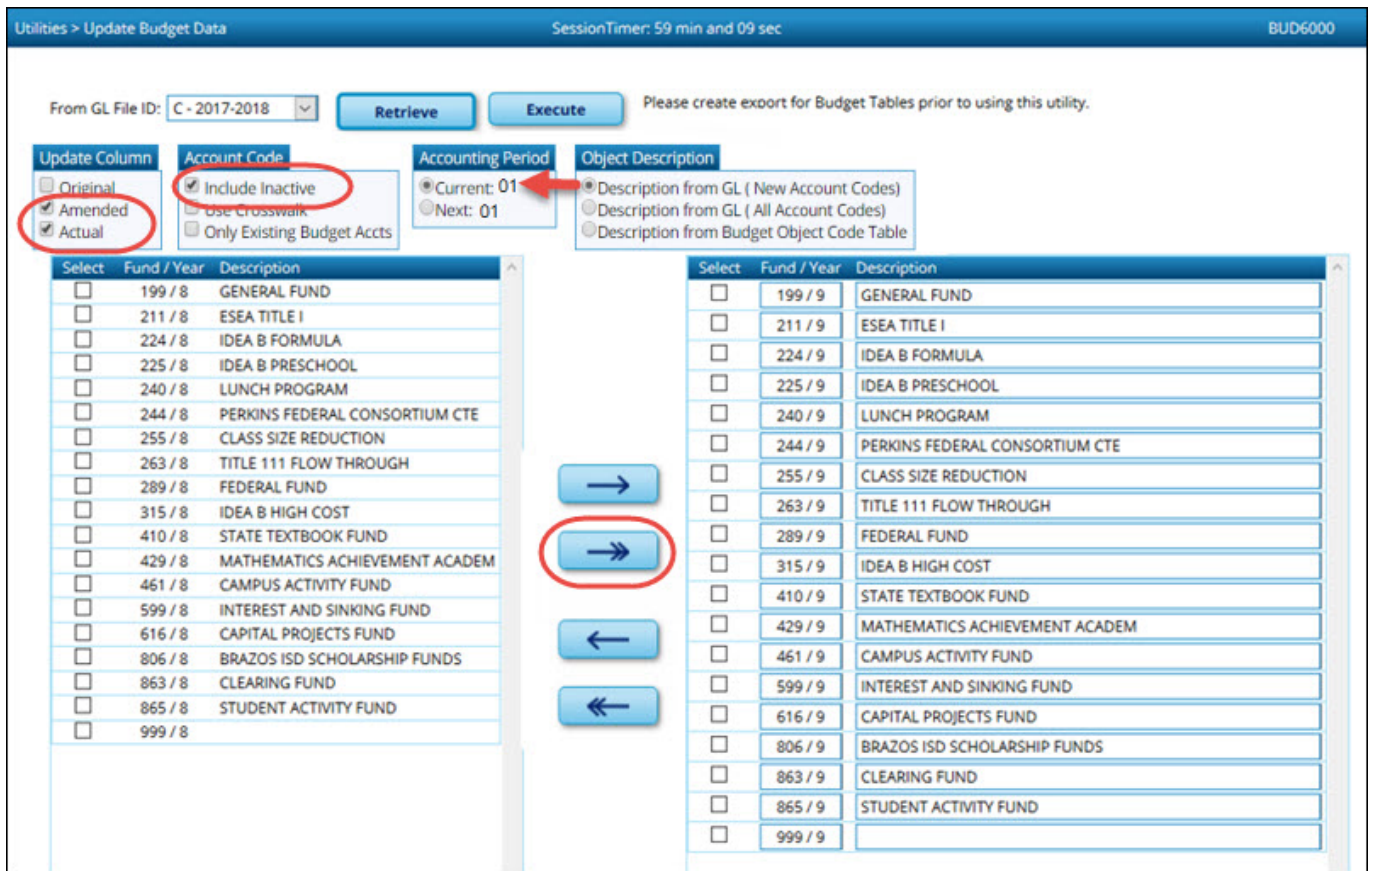 Utilities > Update Budget Data SessionTimer: 59 min and 09 sec BUD6000
From GL File ID: C - 2017-2018 Retrieve Execute Please create export for Budget Tables prior to using this utility.
Update Column Account Code Accounting Period Object Description
Original Include Inactive Current: 01 Description from GL ( New Account Codes)
Amended Use Crosswalk Next: 01 Description from GL ( All Account Codes)
Actual Only Existing Budget Accts Description from Budget Object Code Table
Select Fund / Year Description
199 / 8 GENERAL FUND
211 / 8 ESEA TITLE I
224 / 8 IDEA B FORMULA
225 / 8 IDEA B PRESCHOOL
240 / 8 LUNCH PROGRAM
244 / 8 PERKINS FEDERAL CONSORTIUM CTE
255 / 8 CLASS SIZE REDUCTION
263 / 8 TITLE 111 FLOW THROUGH
289 / 8 FEDERAL FUND
315 / 8 IDEA B HIGH COST
410 / 8 STATE TEXTBOOK FUND
429 / 8 MATHEMATICS ACHIEVEMENT ACADEM
461 / 8 CAMPUS ACTIVITY FUND
599 / 8 INTEREST AND SINKING FUND
616 / 8 CAPITAL PROJECTS FUND
806 / 8 BRAZOS ISD SCHOLARSHIP FUNDS
863 / 8 CLEARING FUND
865 / 8 STUDENT ACTIVITY FUND
999 / 8
Select Fund / Year Description
199 / 9 GENERAL FUND
211 / 9 ESEA TITLE I
224 / 9 IDEA B FORMULA
225 / 9 IDEA B PRESCHOOL
240 / 9 LUNCH PROGRAM
244 / 9 PERKINS FEDERAL CONSORTIUM CTE
255 / 9 CLASS SIZE REDUCTION
263 / 9 TITLE 111 FLOW THROUGH
289 / 9 FEDERAL FUND
315 / 9 IDEA B HIGH COST
410 / 9 STATE TEXTBOOK FUND
429 / 9 MATHEMATICS ACHIEVEMENT ACADEM
461 / 9 CAMPUS ACTIVITY FUND
599 / 9 INTEREST AND SINKING FUND
616 / 9 CAPITAL PROJECTS FUND
806 / 9 BRAZOS ISD SCHOLARSHIP FUNDS
863 / 9 CLEARING FUND
865 / 9 STUDENT ACTIVITY FUND
999 / 9